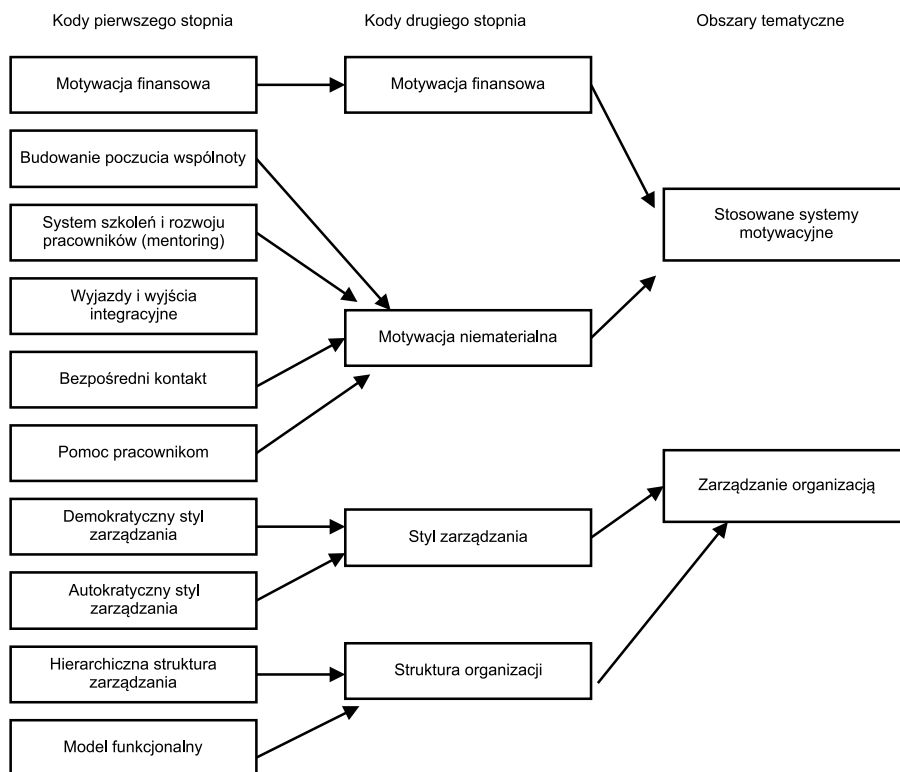 Kody pierwszego stopnia
Kody drugiego stopnia
Obszary tematyczne
Motywacja finansowa
Motywacja finansowa
Budowanie poczucia wspólnoty
System szkoleń i rozwoju
pracowników (mentoring)
Stosowane systemy
motywacyjne
Wyjazdy i wyjścia
integracyjne
Motywacja niematerialna
Bezpośredni kontakt
Pomoc pracownikom
Zarządzanie organizacją
Demokratyczny styl
zarządzania
Styl zarządzania
Autokratyczny styl
zarządzania
Hierarchiczna struktura
zarządzania
Struktura organizacji
Model funkcjonalny